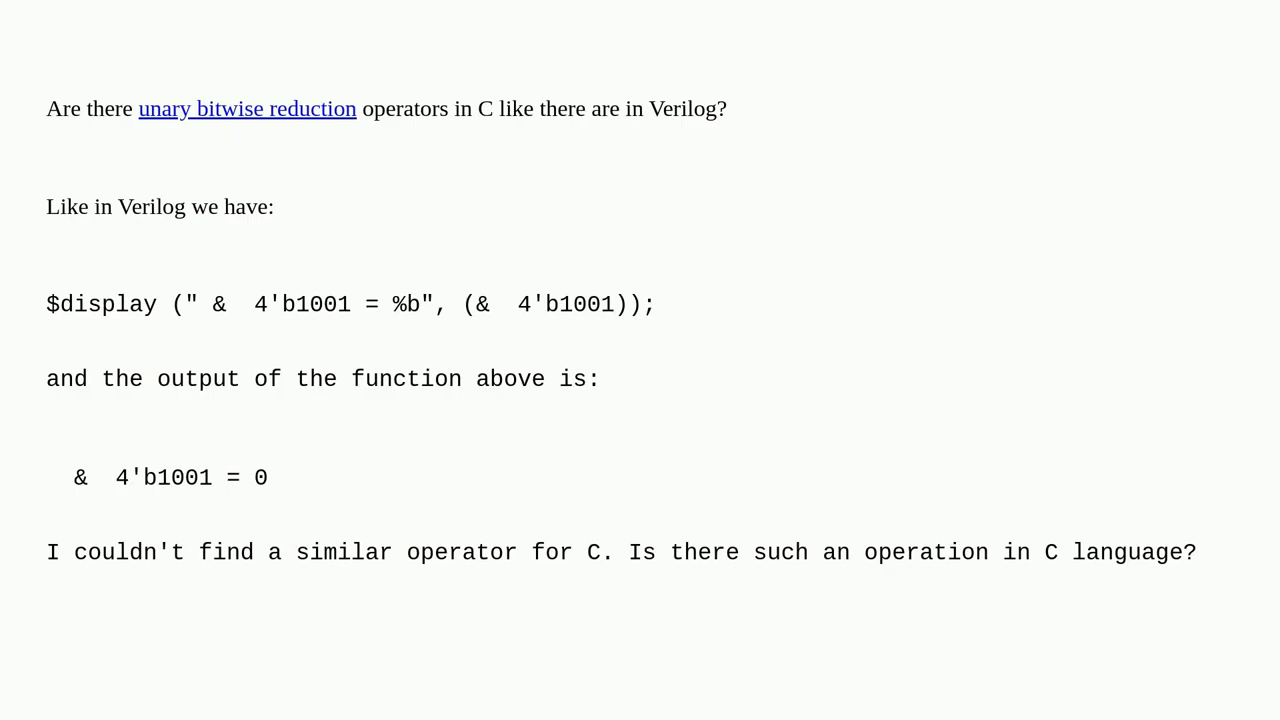 Are there unary bitwise reduction operators in C like there are in Verilog?
Like in Verilog we have:
$display (" &  4'b1001 = %b", (&  4'b1001));
and the output of the function above is:
  &  4'b1001 = 0
I couldn't find a similar operator for C. Is there such an operation in C language?